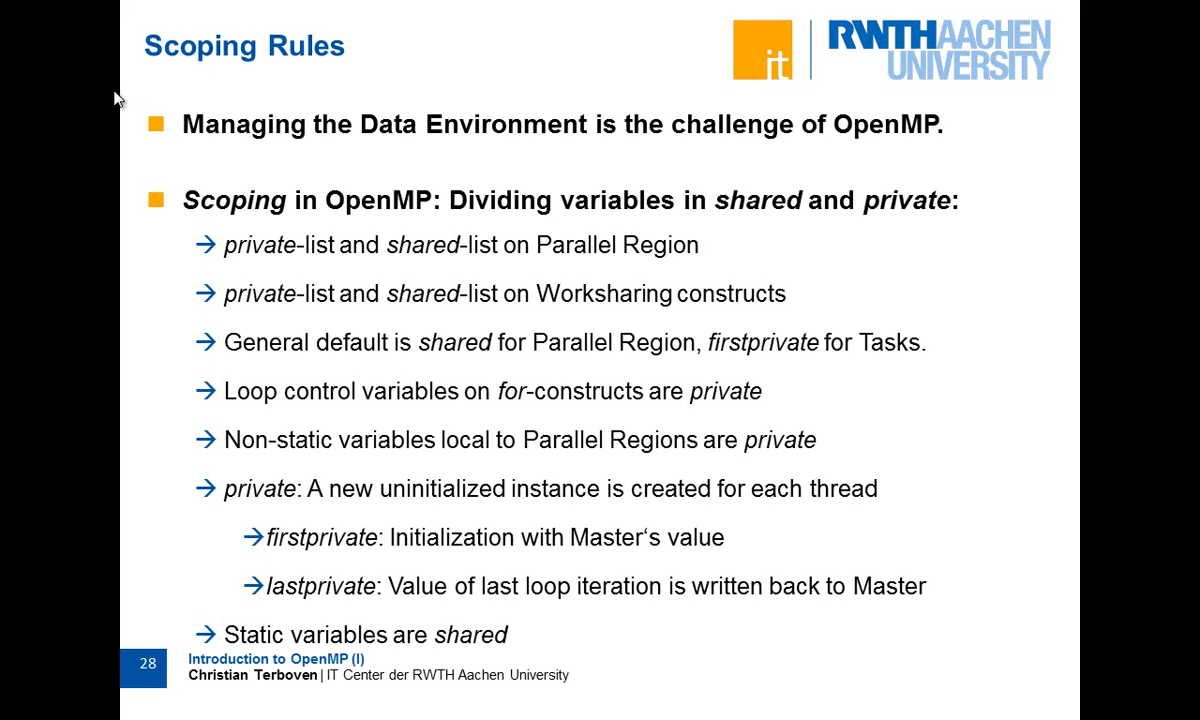 Scoping Rules
it
RWTHAACHEN
UNIVERSITY
Managing the Data Environment is the challenge of OpenMP.
Scoping in OpenMP: Dividing variables in shared and private:
→ private-list and shared-list on Parallel Region
→ private-list and shared-list on Worksharing constructs
→ General default is shared for Parallel Region, firstprivate for Tasks.
→ Loop control variables on for-constructs are private
→ Non-static variables local to Parallel Regions are private
→ private: A new uninitialized instance is created for each thread
→ firstprivate: Initialization with Master‘s value
→ lastprivate: Value of last loop iteration is written back to Master
→ Static variables are shared
28
Introduction to OpenMP (I)
Christian Terboven | IT Center der RWTH Aachen University